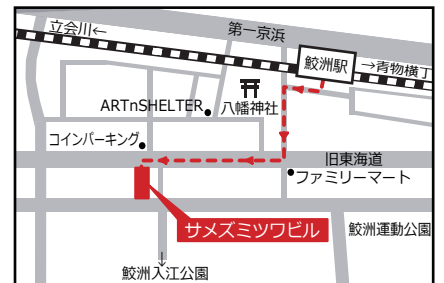 立会川←
第一京浜
鮫洲駅
→青物横丁
ARTnSHELTER
八幡神社
コインパーキング
旧東海道
ファミリーマート
サメズミツワビル
鮫洲運動公園
↓
鮫洲入江公園